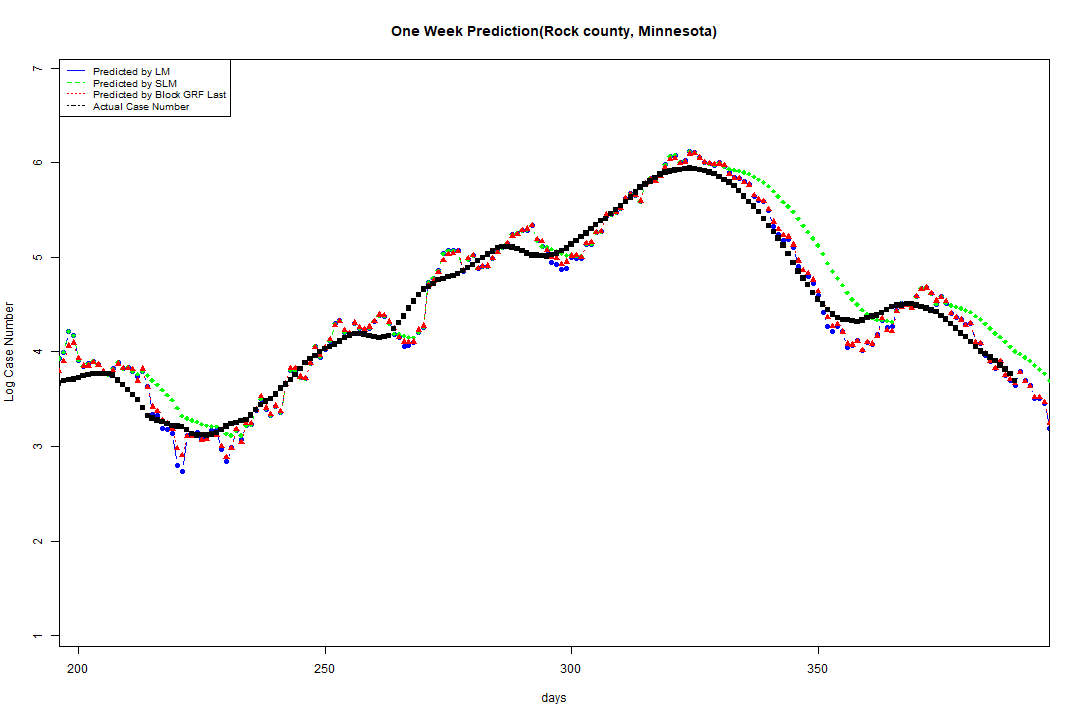 One Week Prediction(Rock county, Minnesota)
Predicted by LM
Predicted by SLM
Predicted by Block GRF Last
Actual Case Number
7
6
5
4
3
2
1
Log Case Number
200 250 300 350
days